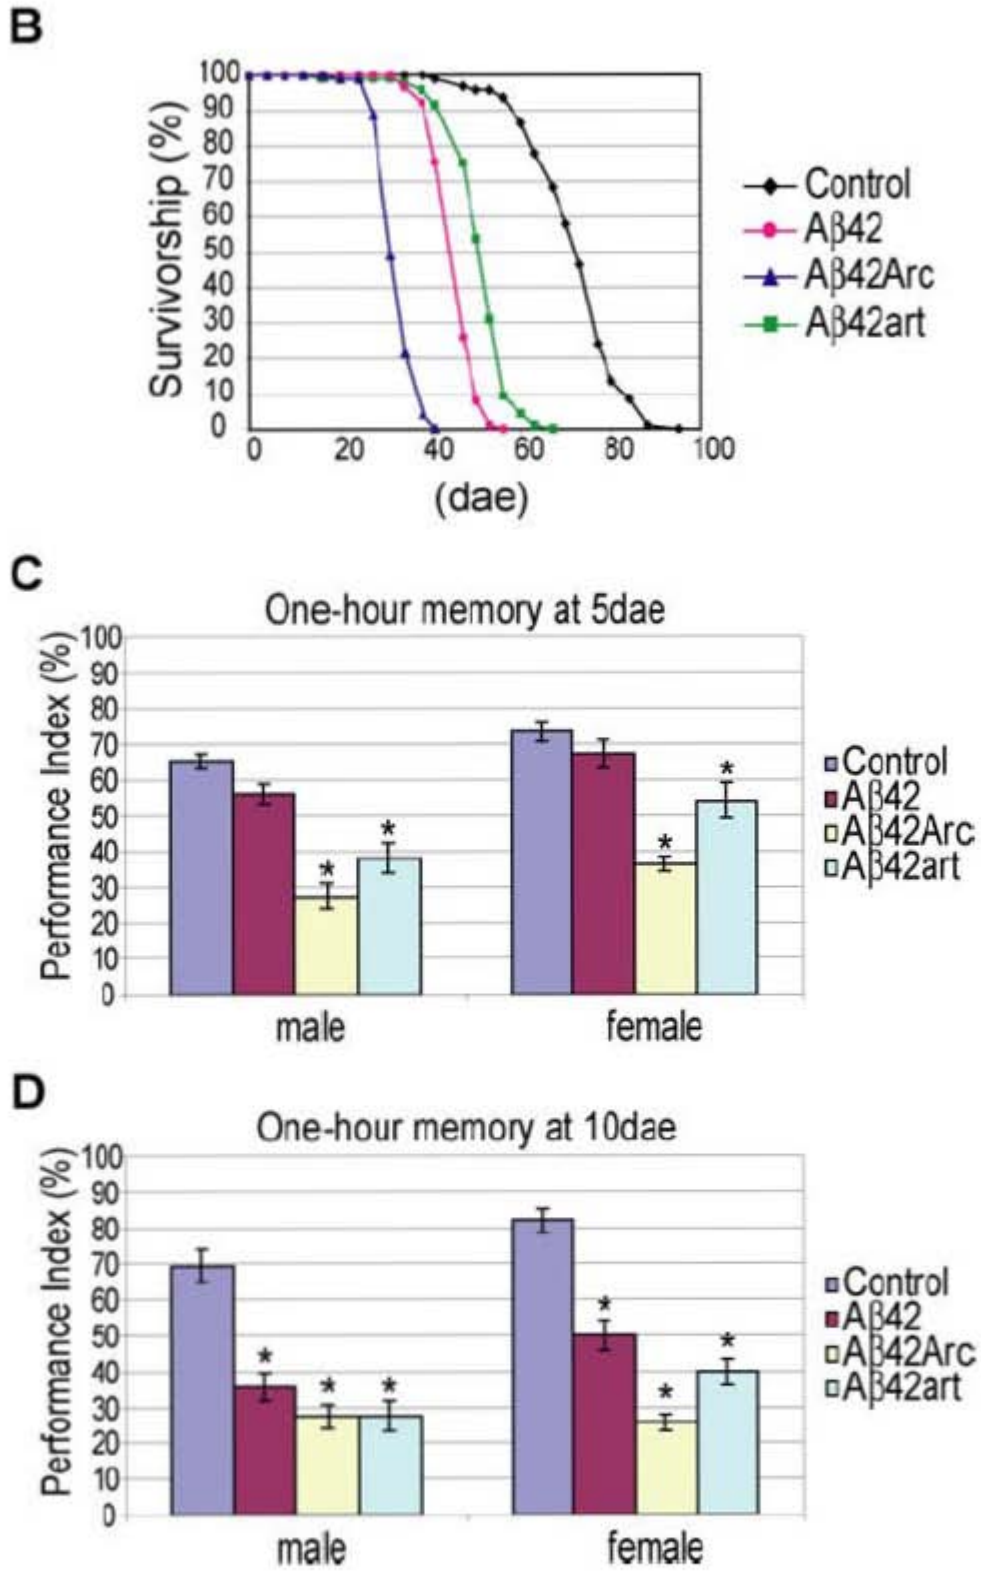 B
Survivorship (%)
100
90
80
70
60
50
40
30
20
10
0
0 20 40 60 80 100
(dae)
Control
Aβ42
Aβ42Arc
Aβ42art
C
One-hour memory at 5dae
Performance Index (%)
100
90
80
70
60
50
40
30
20
10
0
* * * *
male female
Control
Aβ42
Aβ42Arc
Aβ42art
D
One-hour memory at 10dae
Performance Index (%)
100
90
80
70
60
50
40
30
20
10
0
* * * * * *
male female
Control
Aβ42
Aβ42Arc
Aβ42art